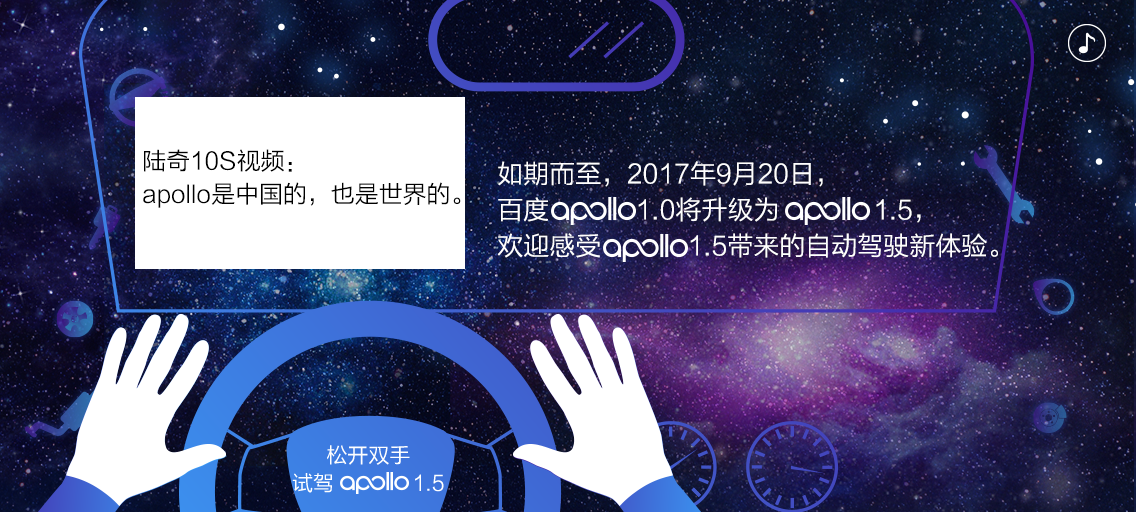 陆奇10S视频：
apollo是中国的，也是世界的。
如期而至，2017年9月20日，
百度apollo1.0将升级为 apollo 1.5，
欢迎感受apollo1.5带来的自动驾驶新体验。
松开双手
试驾 apollo 1.5